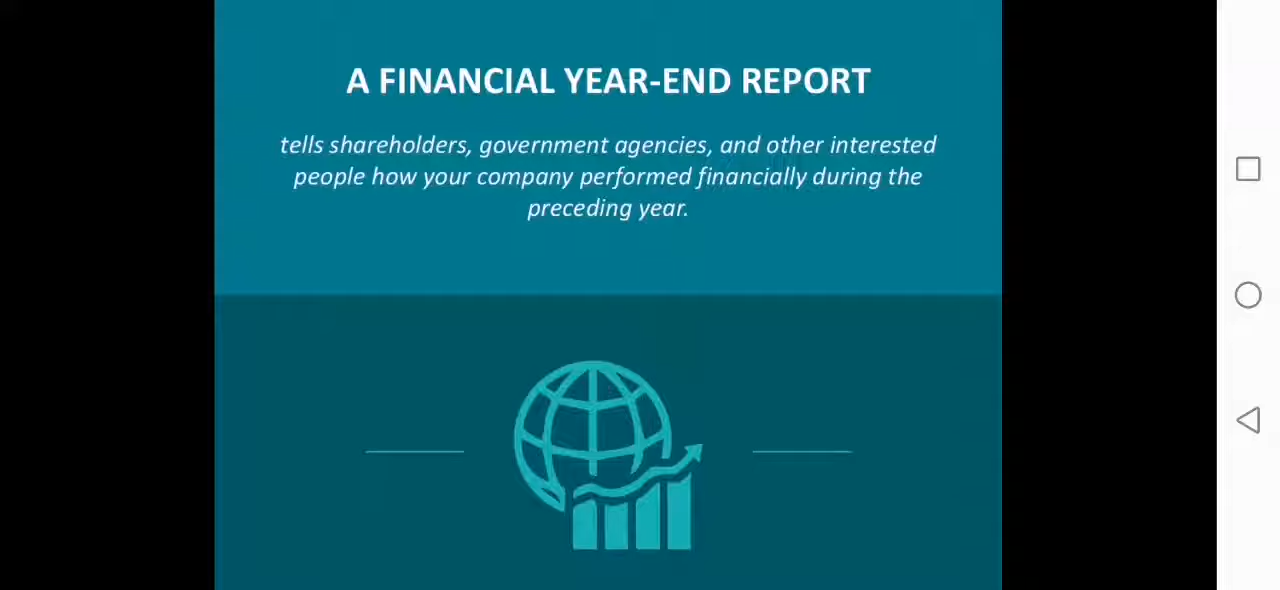 A FINANCIAL YEAR-END REPORT
tells shareholders, government agencies, and other interested
people how your company performed financially during the
preceding year.